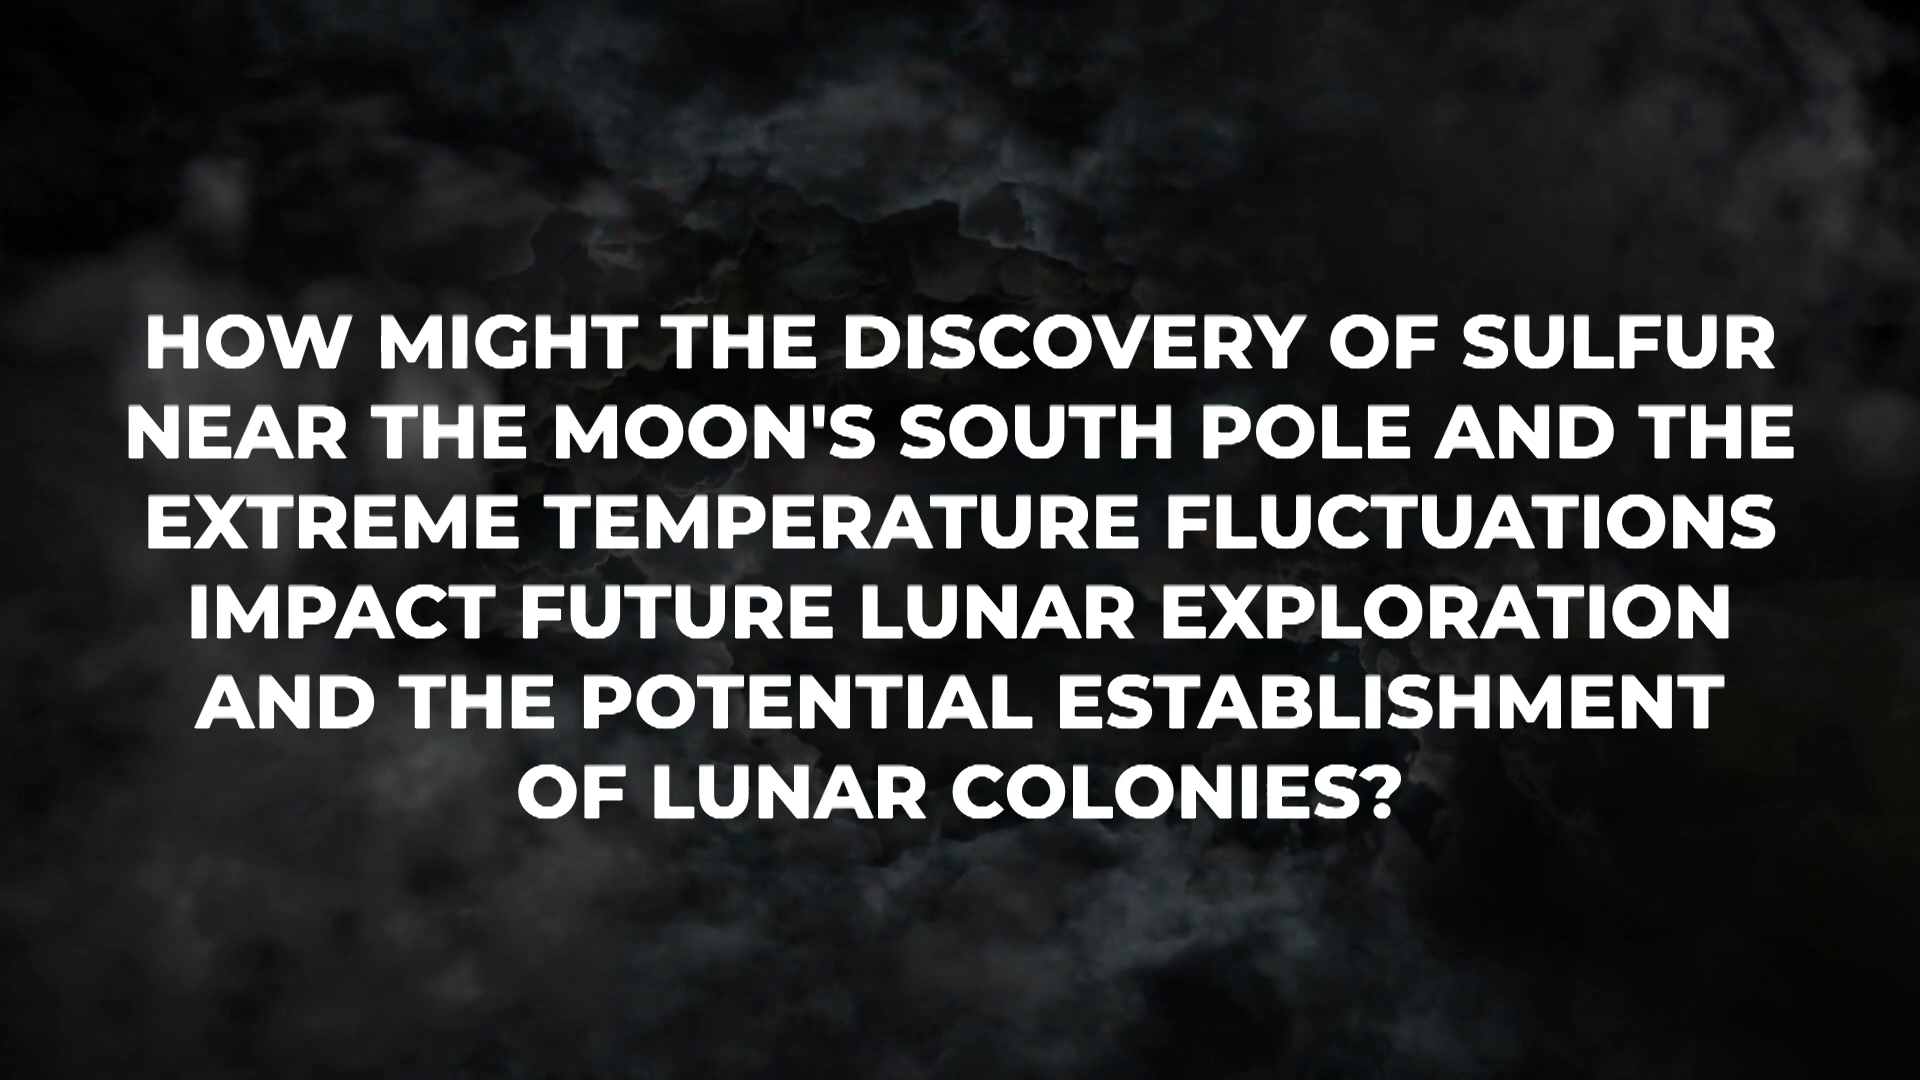 HOW MIGHT THE DISCOVERY OF SULFUR
NEAR THE MOON'S SOUTH POLE AND THE
EXTREME TEMPERATURE FLUCTUATIONS
IMPACT FUTURE LUNAR EXPLORATION
AND THE POTENTIAL ESTABLISHMENT
OF LUNAR COLONIES?